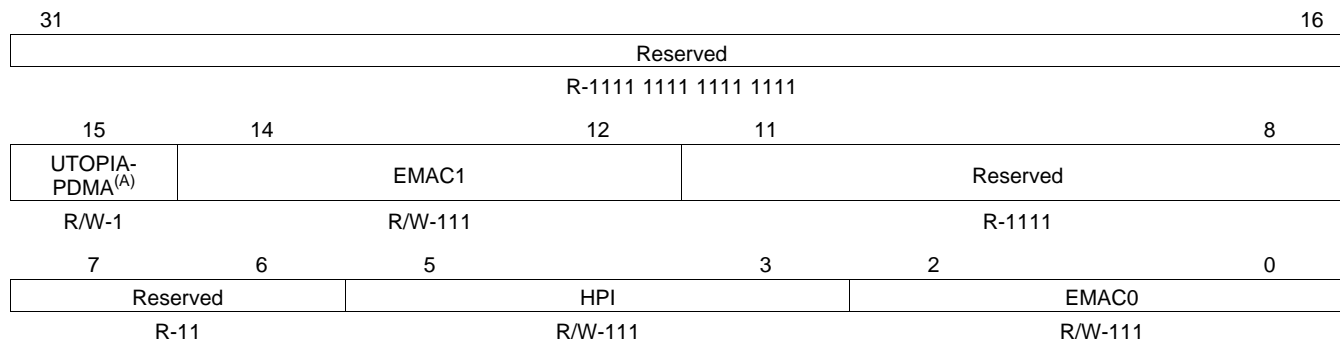 31 16
Reserved
R-1111 1111 1111 1111
15 14 12 11 8
UTOPIA-
PDMA(A) EMAC1 Reserved
R/W-1 R/W-111 R-1111
7 6 5 3 2 0
Reserved HPI EMAC0
R-11 R/W-111 R/W-111